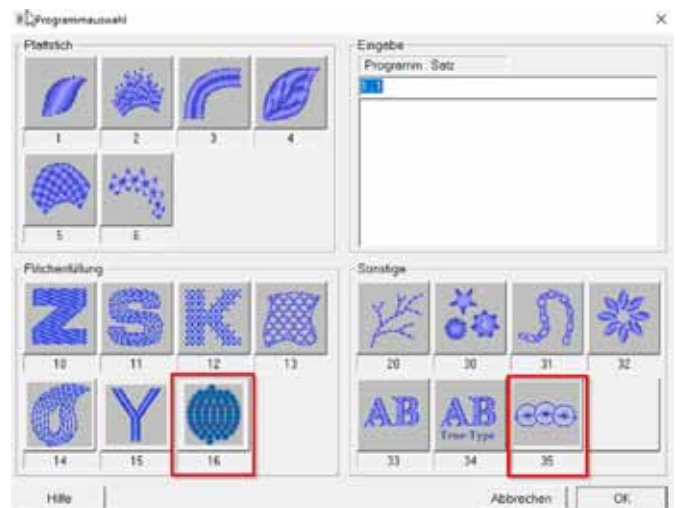 Programmauswahl
Plattstich
1 2 3 4
5 6
Eingabe
Programm : Satz
Flächenfüllung
10 11 12 13
14 15 16
Sonstige
20 30 31 32
AB AB
True-Type
33 34 35
Hilfe
Abbrechen
OK